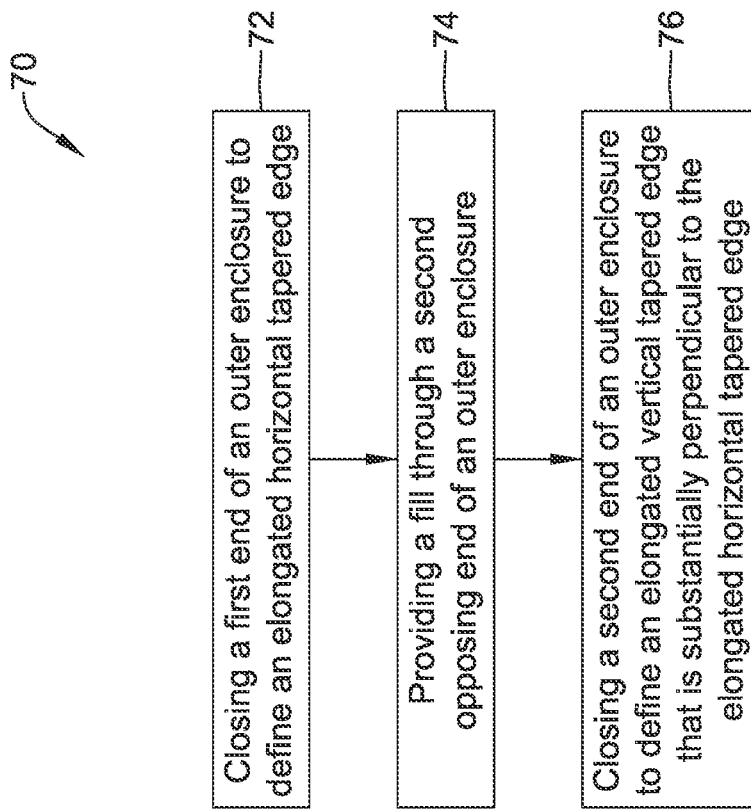 70
Closing a first end of an outer enclosure to
define an elongated horizontal tapered edge
72
Providing a fill through a second
opposing end of an outer enclosure
74
Closing a second end of an outer enclosure
to define an elongated vertical tapered edge
that is substantially perpendicular to the
elongated horizontal tapered edge
76